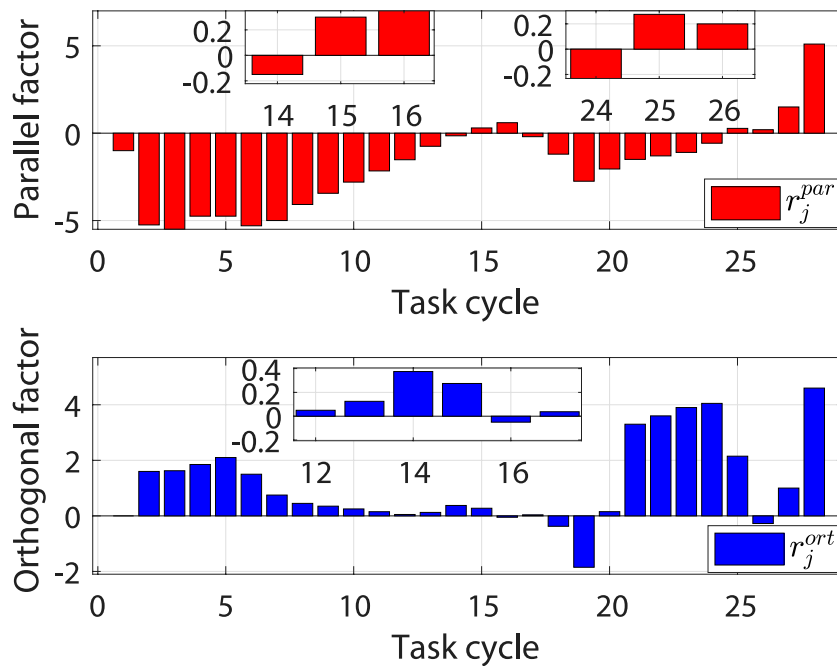 Parallel factor
5
0
-5
0.2
0
-0.2
14 15 16
0.2
0
-0.2
24 25 26
r_j^{par}
0 5 10 15 20 25
Task cycle
Orthogonal factor
4
2
0
-2
0.4
0.2
0
-0.2
12 14 16
r_j^{ort}
0 5 10 15 20 25
Task cycle